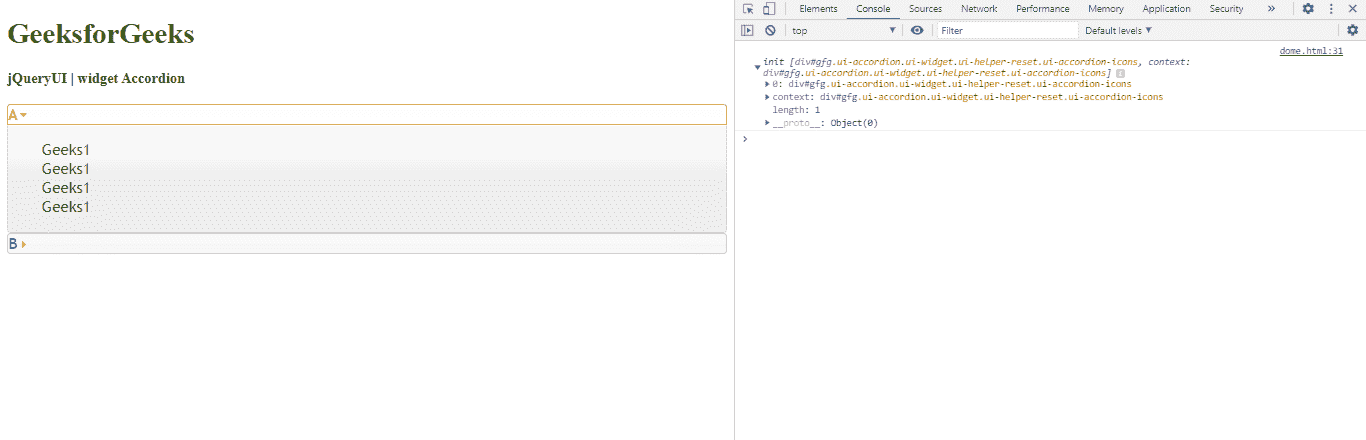 GeeksforGeeks
jQueryUI | widget Accordion
A
Geeks1
Geeks1
Geeks1
Geeks1
B
Elements Console Sources Network Performance Memory Application Security »
top Filter Default levels
dome.html:31
init [div#gfg.ui-accordion.ui-widget.ui-helper-reset.ui-accordion-icons, context:
div#gfg.ui-accordion.ui-widget.ui-helper-reset.ui-accordion-icons]
0: div#gfg.ui-accordion.ui-widget.ui-helper-reset.ui-accordion-icons
context: div#gfg.ui-accordion.ui-widget.ui-helper-reset.ui-accordion-icons
length: 1
__proto__: Object(0)